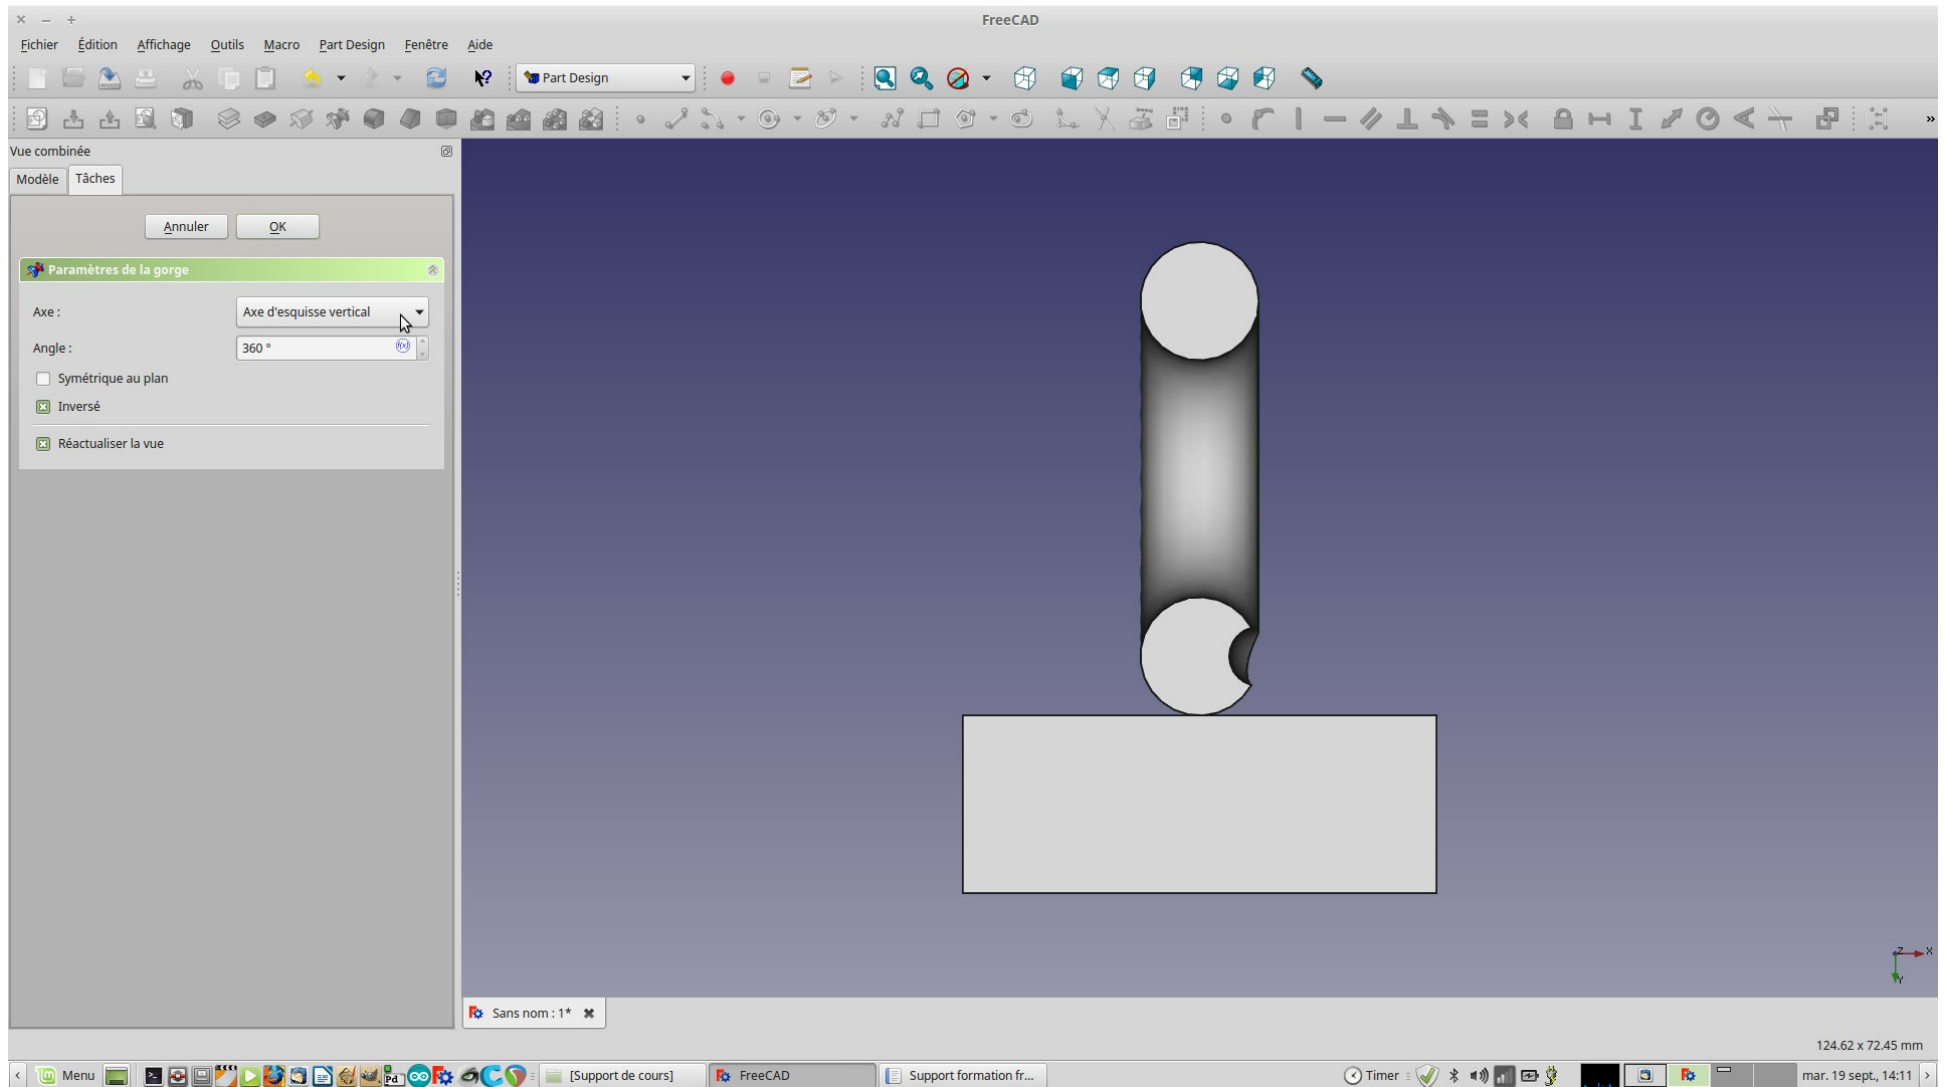 FreeCAD
Fichier Édition Affichage Outils Macro Part Design Fenêtre Aide
Part Design
Vue combinée
Modèle Tâches
Annuler OK
Paramètres de la gorge
Axe : Axe d'esquisse vertical
Angle : 360 °
Symétrique au plan
Inversé
Réactualiser la vue
Z X
Y
Sans nom : 1*
124.62 x 72.45 mm
Menu Pd [Support de cours] FreeCAD Support formation fr... Timer mar. 19 sept., 14:11